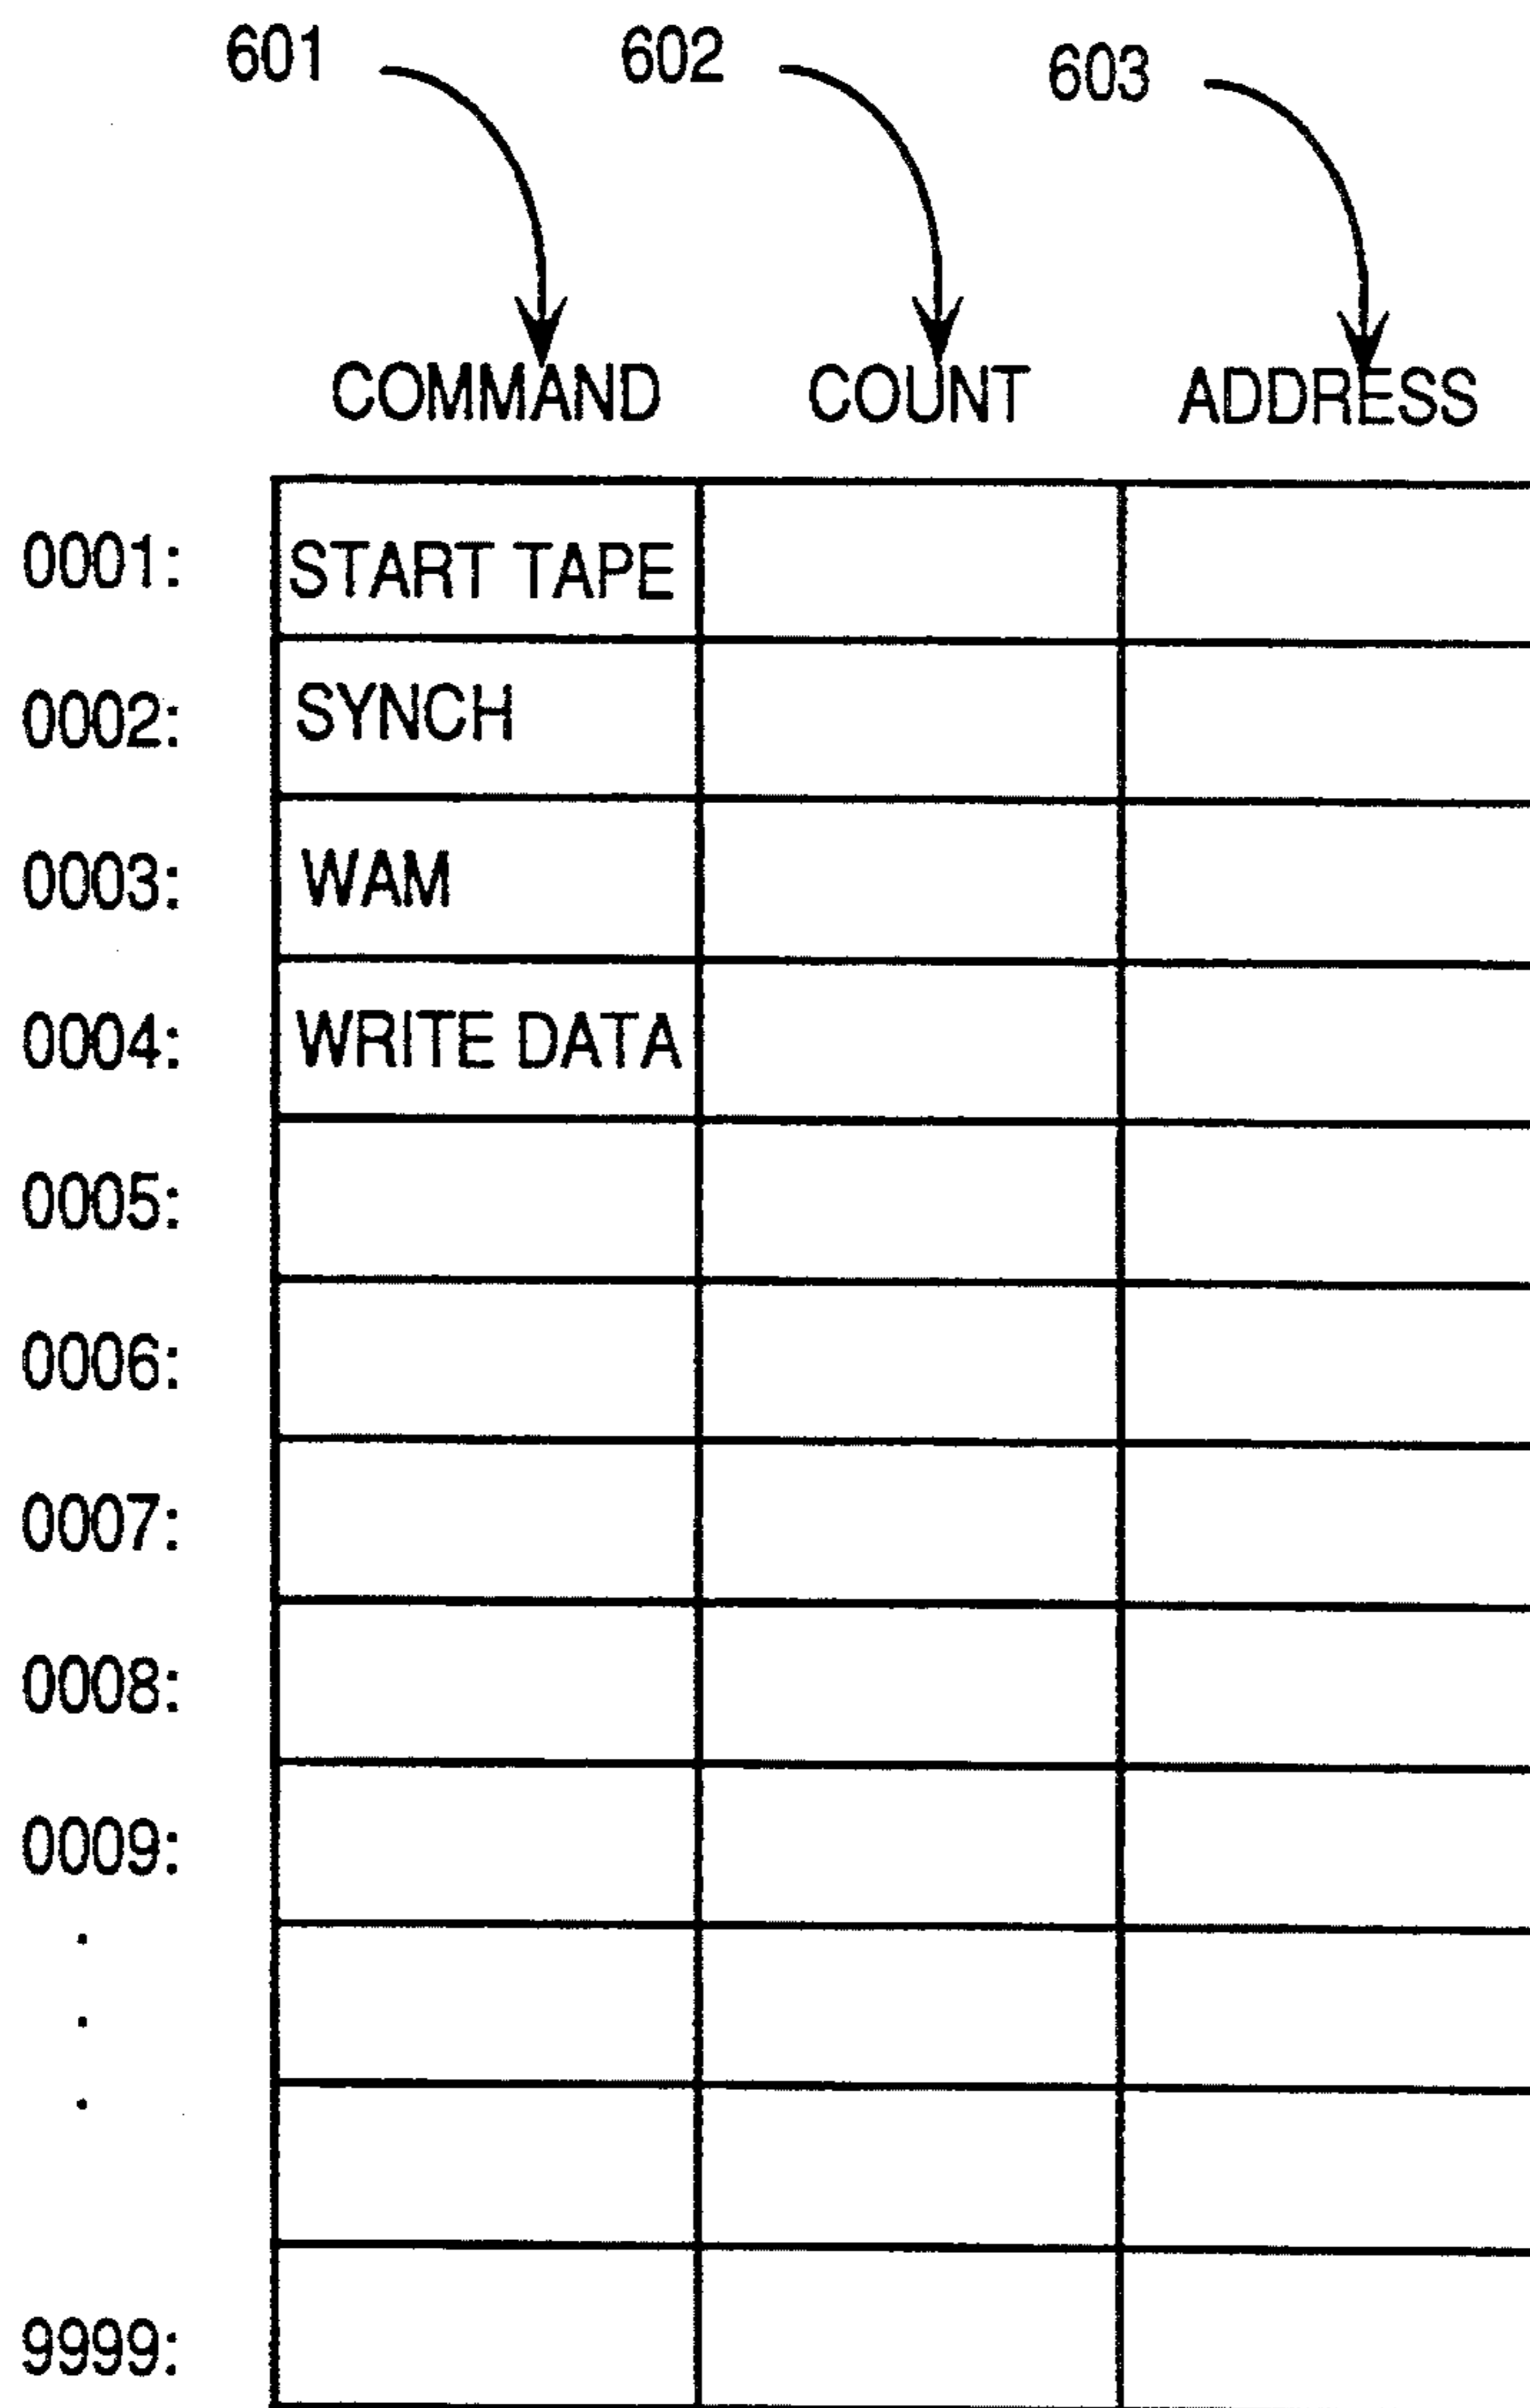 601 602 603
COMMAND COUNT ADDRESS
0001: START TAPE
0002: SYNCH
0003: WAM
0004: WRITE DATA
0005:
0006:
0007:
0008:
0009:
.
.
.
9999: